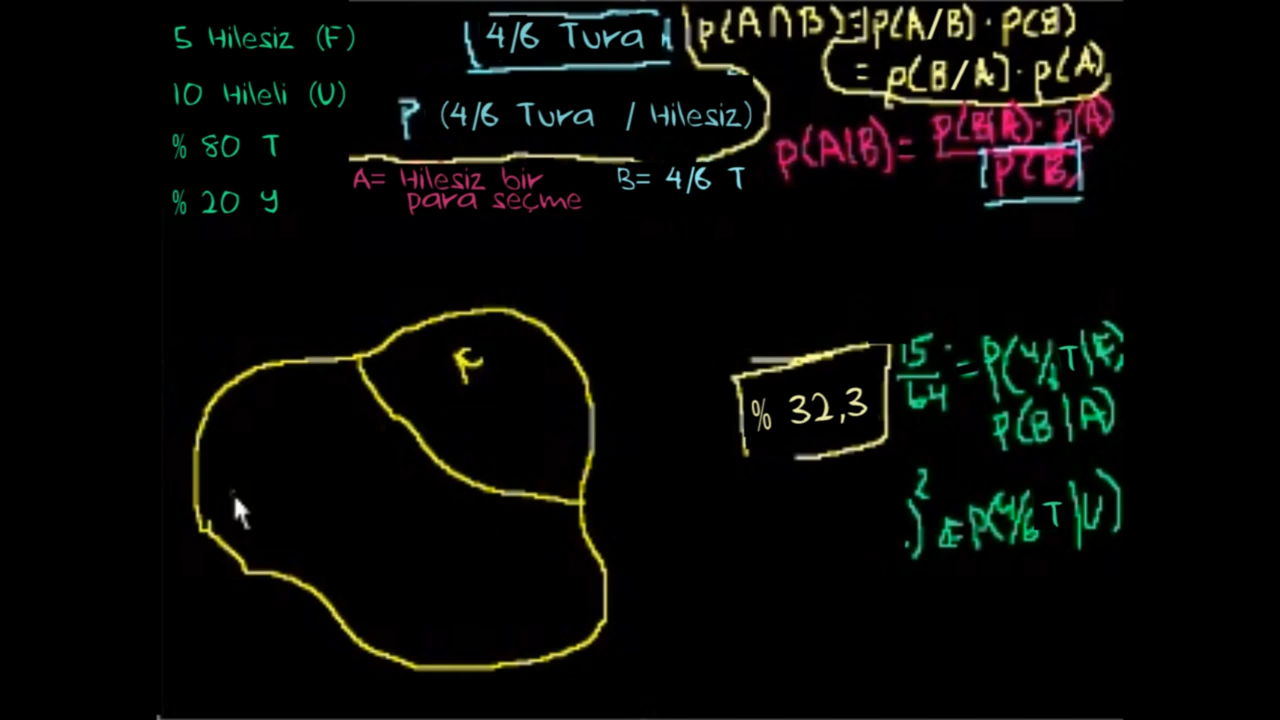 5 Hilesiz (F)
10 Hileli (U)
% 80 T
% 20 Y
4/6 Tura
P (4/6 Tura / Hilesiz)
A= Hilesiz bir
para seçme
B= 4/6 T
P(A∩B)=P(A/B)·P(B)
= P(B/A)·P(A)
P(A|B)= P(B|A)·P(A)
P(B)
F
% 32,3
15/64 = P(4/6 T|F)
P(B|A)
.)² = P(4/6 T|U)